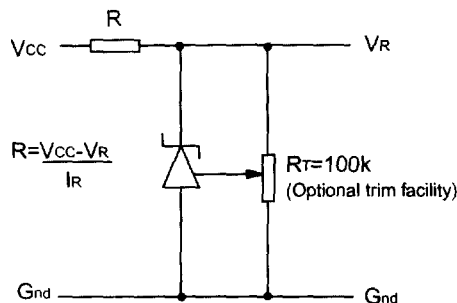 R
VCC
VR
R=VCC-VR
IR
RT=100k
(Optional trim facility)
Gnd
Gnd